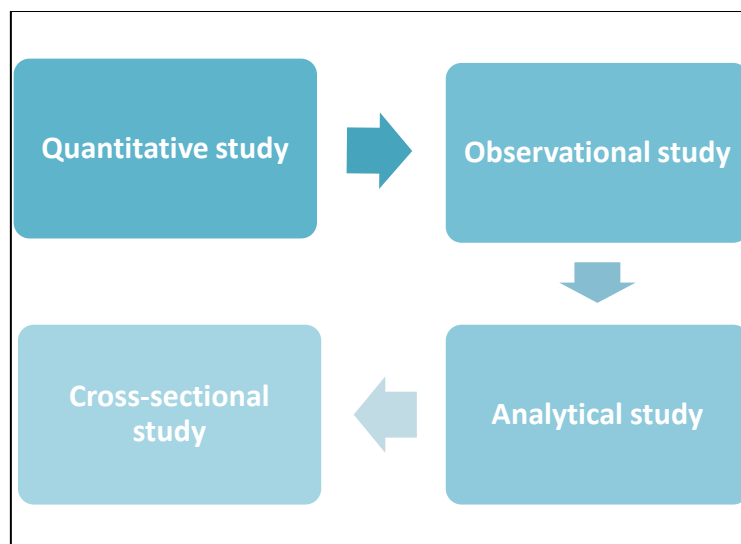 Quantitative study
Observational study
Analytical study
Cross-sectional
study